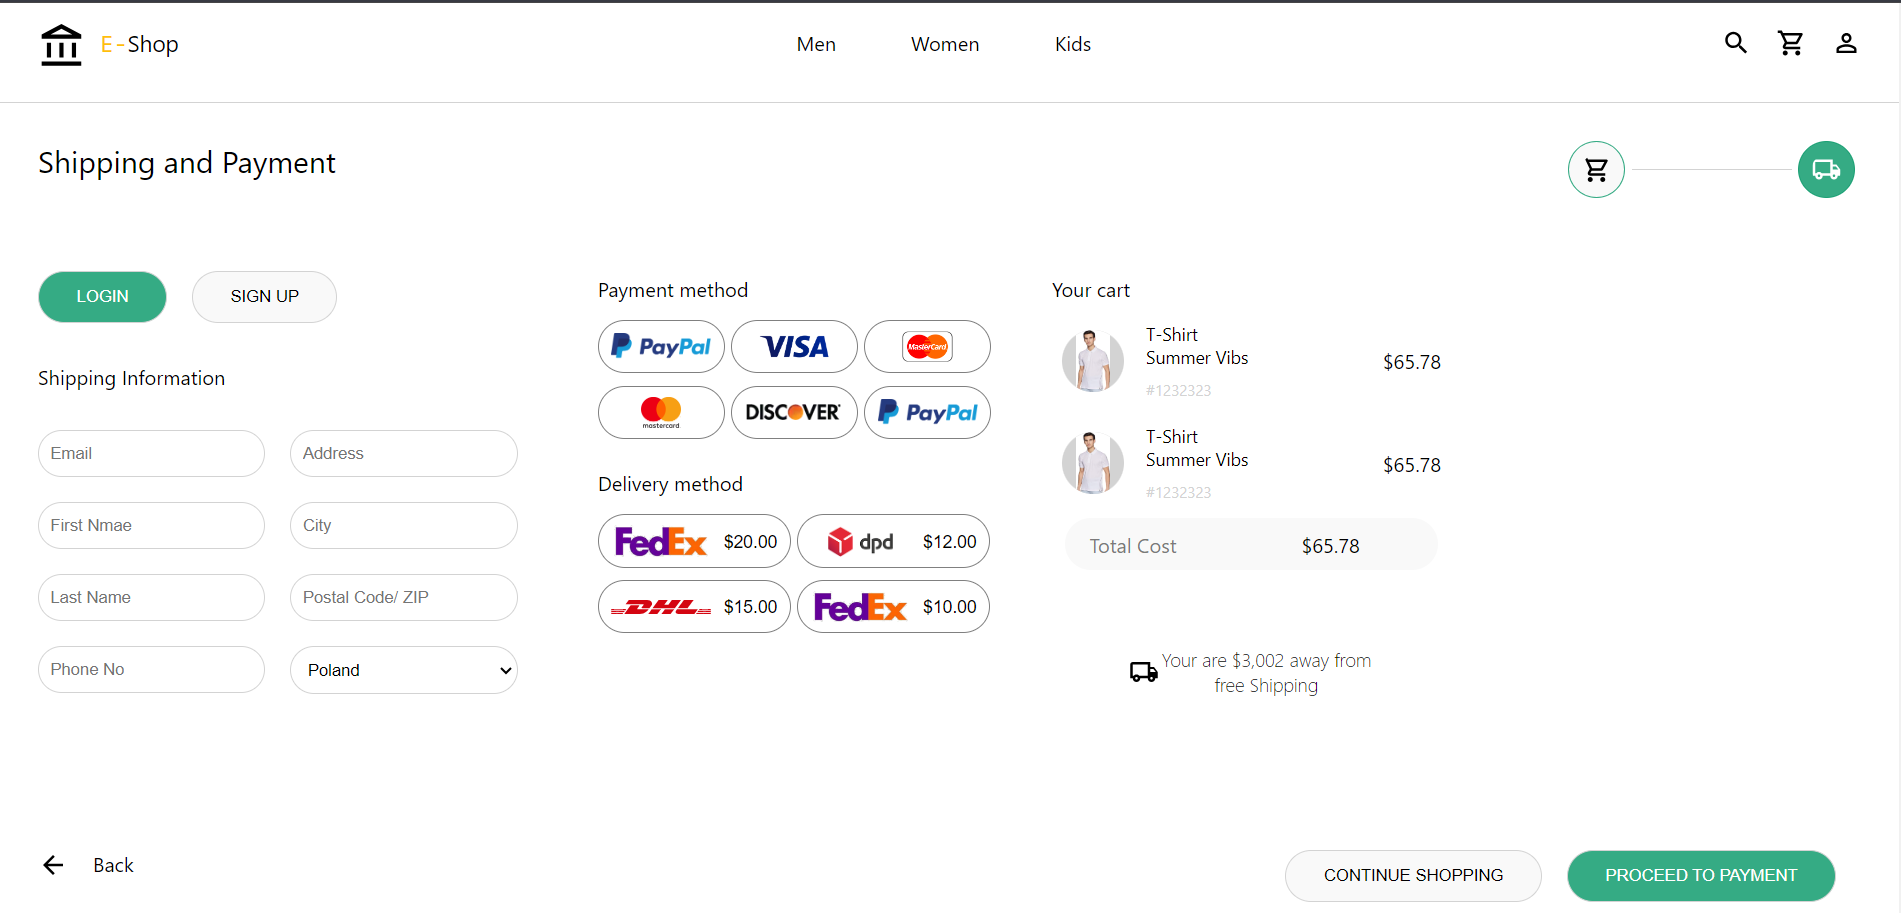 E-Shop
Men
Women
Kids
Shipping and Payment
LOGIN
SIGN UP
Shipping Information
Email
Address
First Nmae
City
Last Name
Postal Code/ ZIP
Phone No
Poland
Payment method
PayPal
VISA
MasterCard
mastercard
DISCOVER
PayPal
Delivery method
FedEx $20.00
dpd $12.00
DHL $15.00
FedEx $10.00
Your cart
T-Shirt
Summer Vibs
$65.78
#1232323
T-Shirt
Summer Vibs
$65.78
#1232323
Total Cost $65.78
Your are $3,002 away from
free Shipping
Back
CONTINUE SHOPPING
PROCEED TO PAYMENT